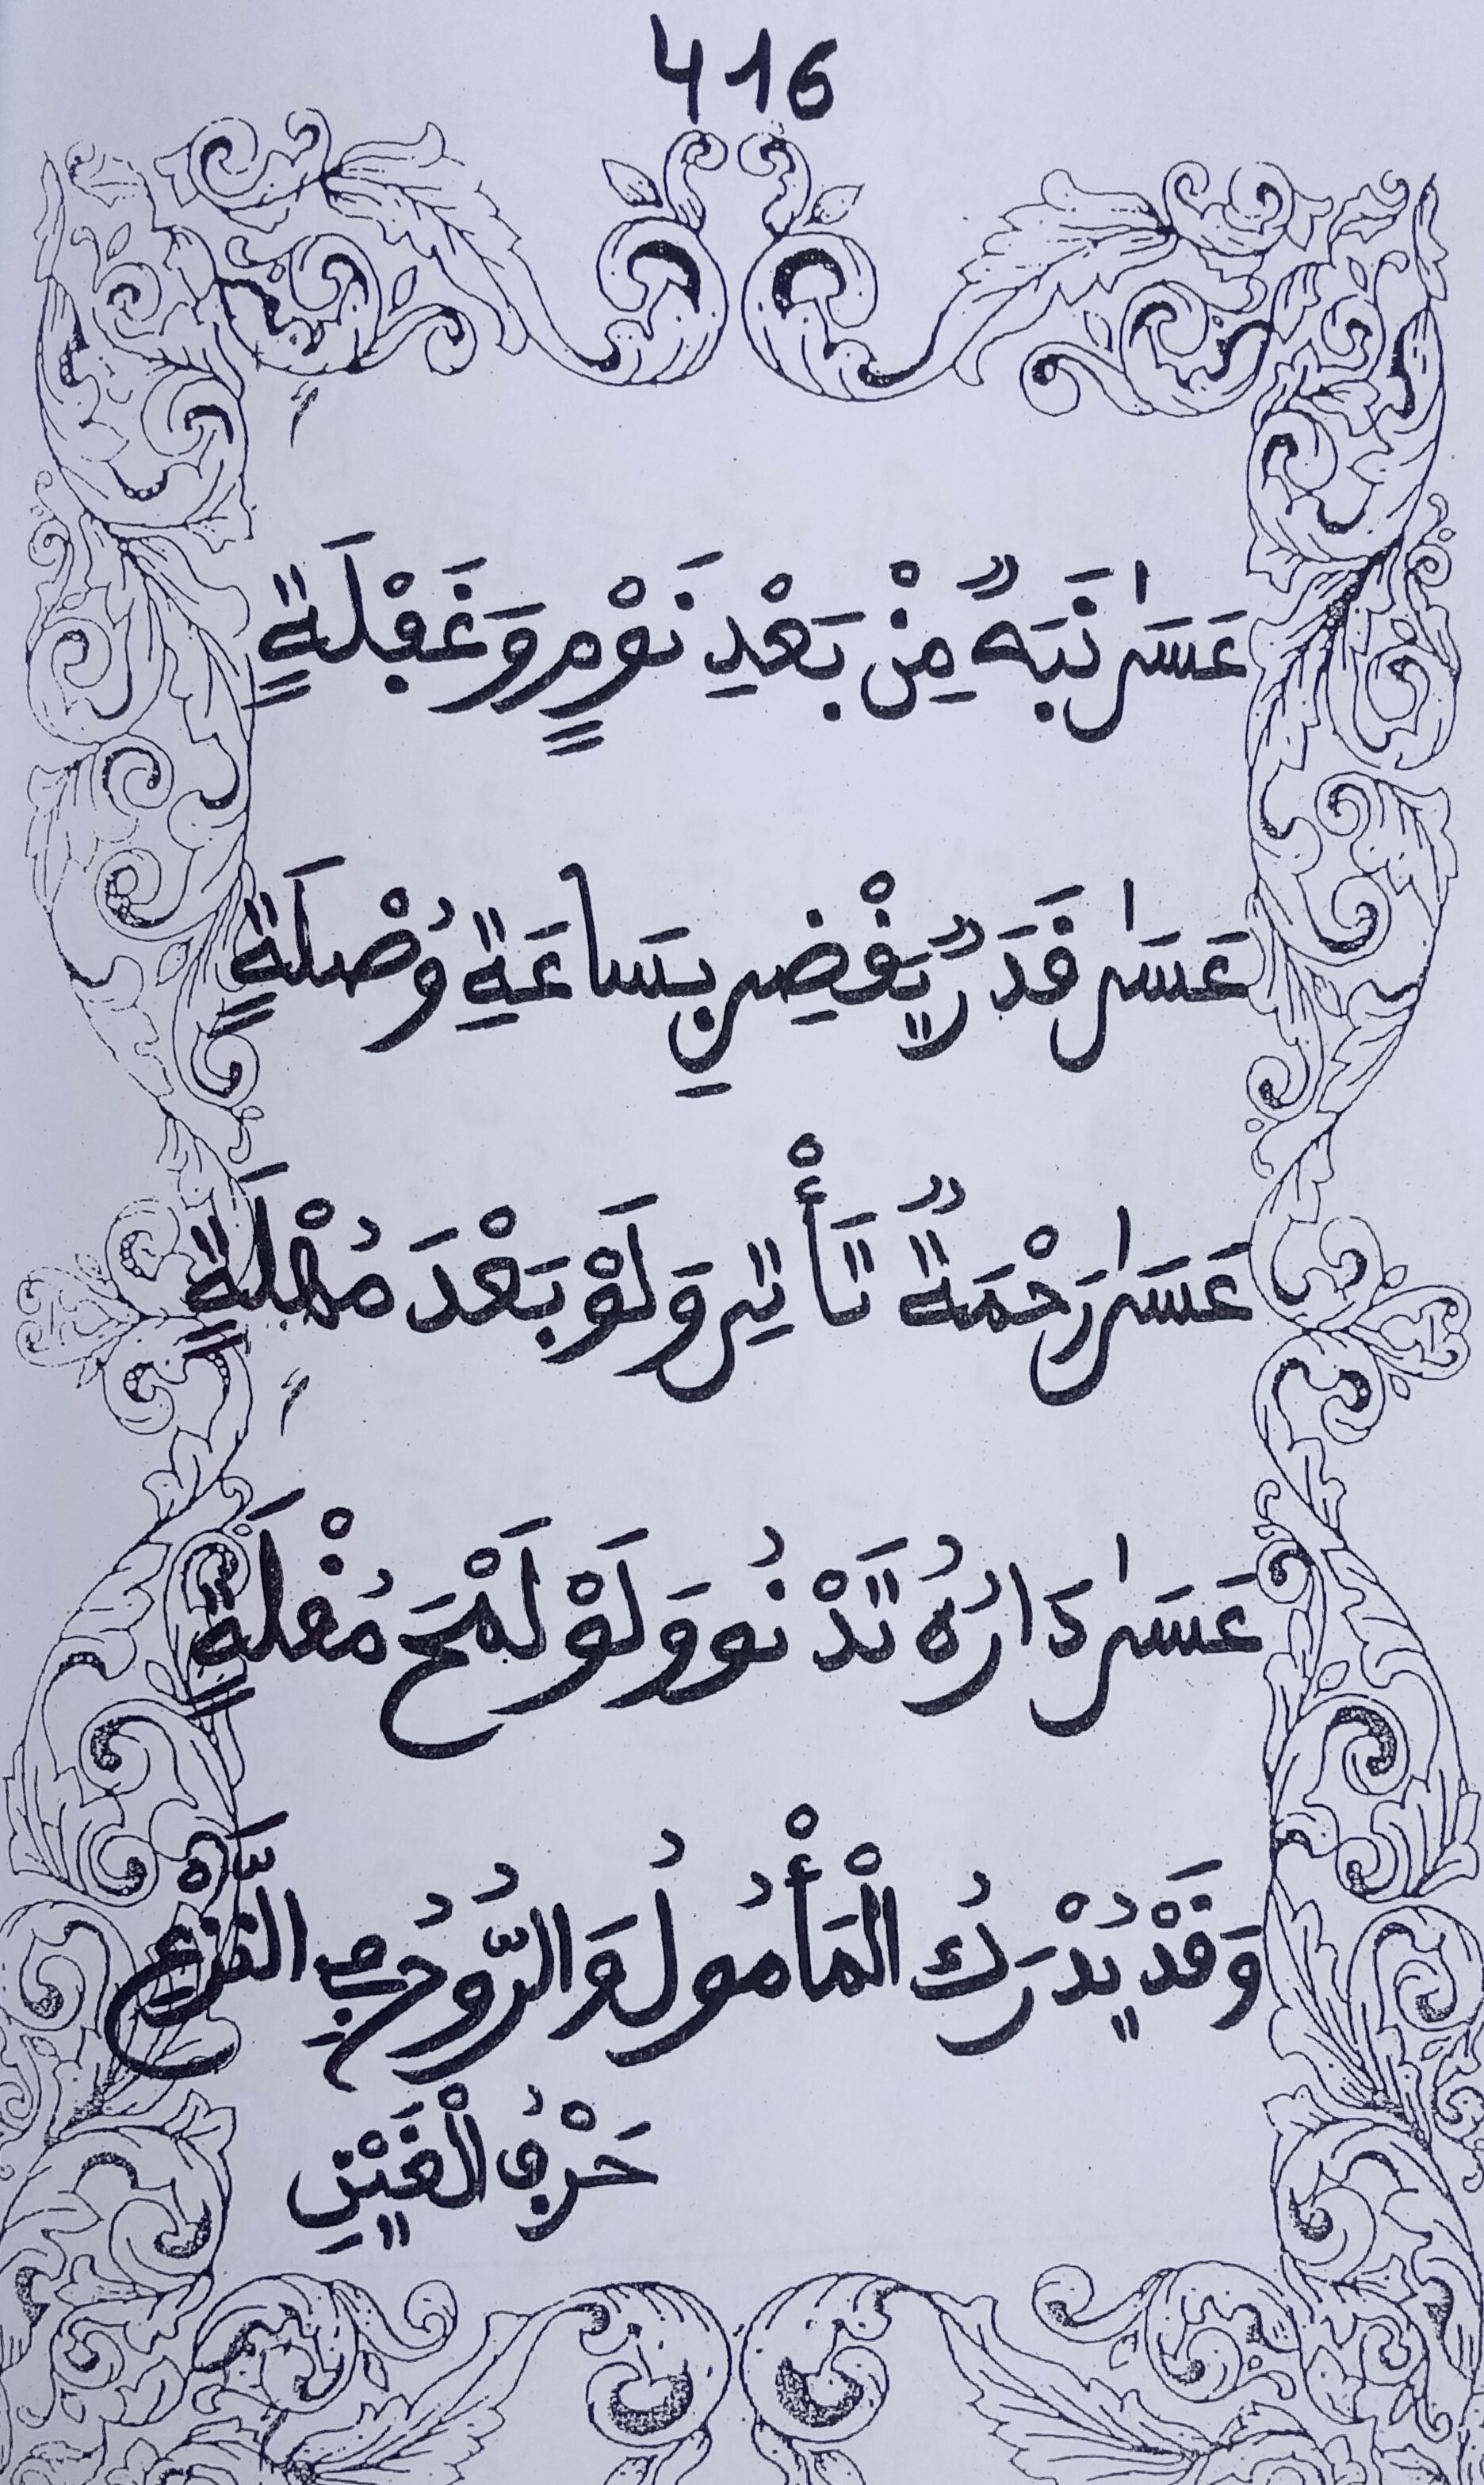 416
عَسَىٰ نَبَهٌ مِنْ بَعْدِ نَوْمٍ وَغَفْلَةٍ
عَسَىٰ قَدَرٌ يَقْضِي بِسَاعَةِ وُصْلَةٍ
عَسَىٰ رَحْمَةٌ تَأْتِي وَلَوْ بَعْدَ مُهْلَةٍ
عَسَىٰ دَارُهُ تَدْنُو وَلَوْ لَمْحَ مُقْلَةٍ
وَقَدْ يُدْرَكُ الْمَأْمُولُ وَالرُّوحُ فِي النَّزْعِ
حَرْفُ الْغَيْنِ